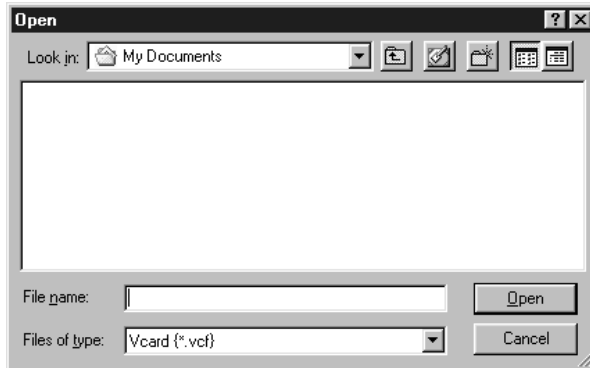 Open
Look in: My Documents
File name:
Open
Files of type: Vcard {*.vcf}
Cancel